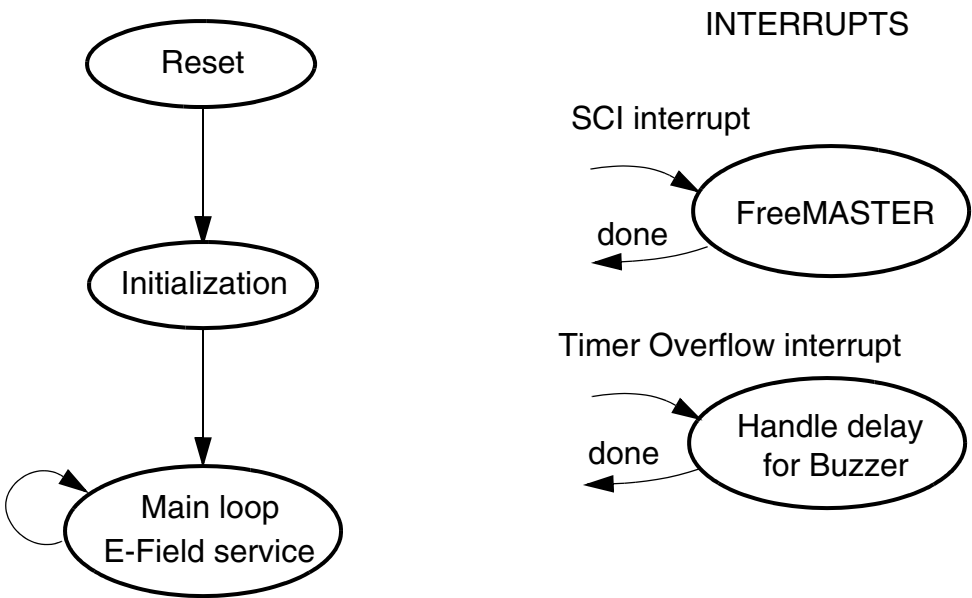 Reset
Initialization
Main loop
E-Field service
INTERRUPTS
SCI interrupt
FreeMASTER
done
Timer Overflow interrupt
Handle delay
for Buzzer
done